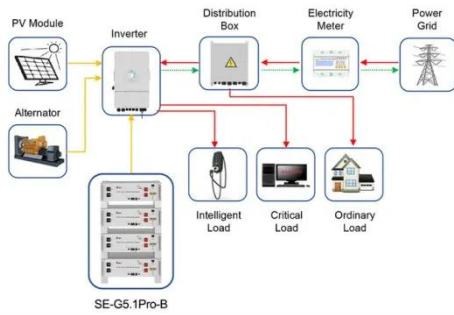 PV Module
Inverter
Distribution
Box
Electricity
Meter
Power
Grid
Alternator
Intelligent
Load
Critical
Load
Ordinary
Load
SE-G5.1Pro-B